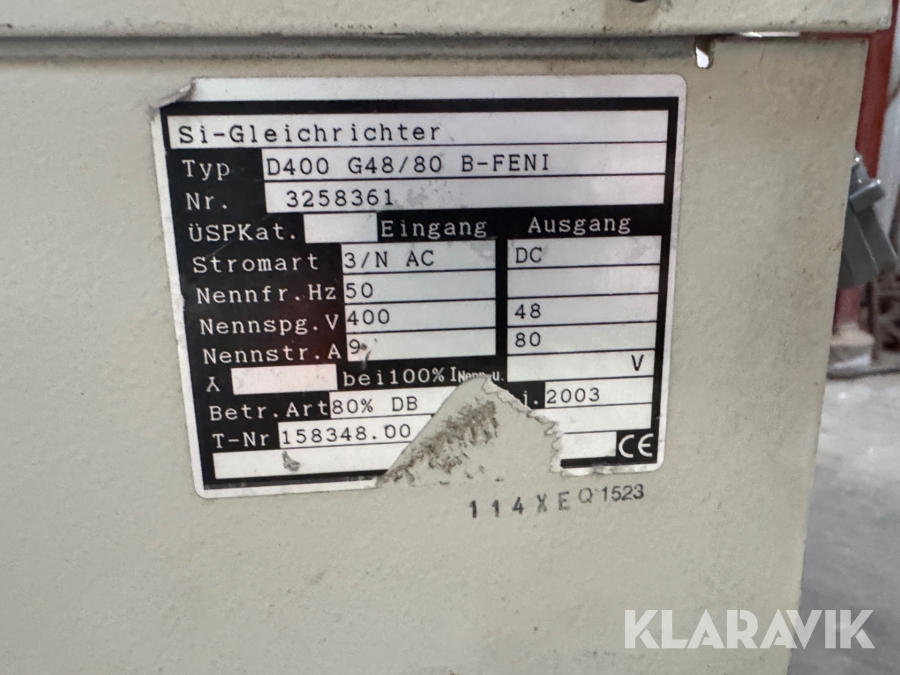 Si-Gleichrichter
Typ D400 G48/80 B-FENI
Nr. 3258361
ÜSPKat. Eingang Ausgang
Stromart 3/N AC DC
Nennfr.Hz 50
Nennspg.V 400 48
Nennstr.A 9 80
λ bei100% INenn u. V
Betr.Art 80% DB j.2003
T-Nr 158348.00
CE
114XEQ1523
KLARAVIK